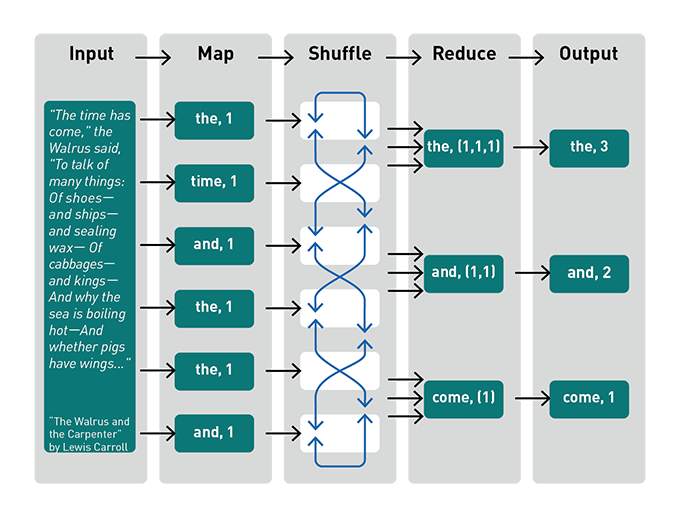 Input Map Shuffle Reduce Output
"The time has
come," the
Walrus said,
"To talk of
many things:
Of shoes—
and ships—
and sealing
wax— Of
cabbages—
and kings—
And why the
sea is boiling
hot—And
whether pigs
have wings..."
"The Walrus and
the Carpenter"
by Lewis Carroll
the, 1
time, 1
and, 1
the, 1
the, 1
and, 1
the, (1,1,1)
and, (1,1)
come, (1)
the, 3
and, 2
come, 1